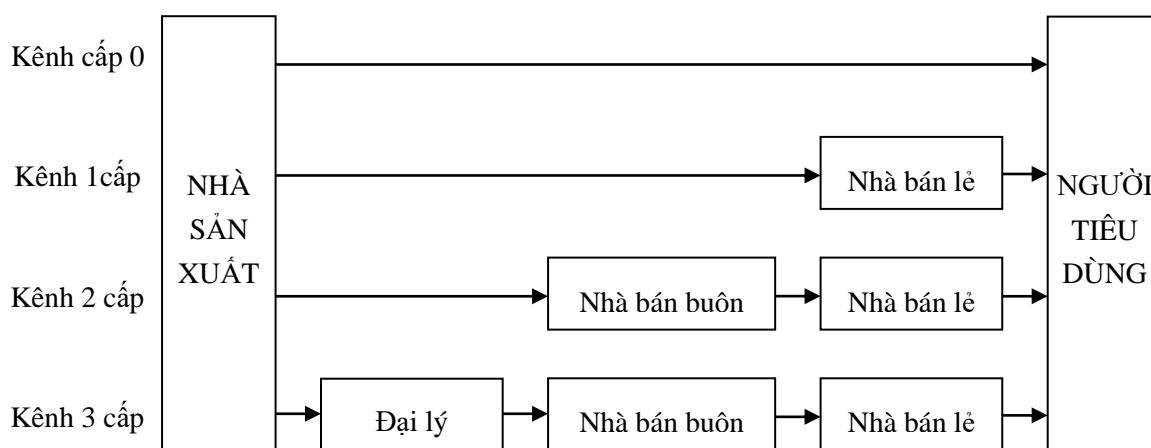 Kênh cấp 0
Kênh 1cấp
Nhà bán lẻ
NHÀ
SẢN
XUẤT
NGƯỜI
TIÊU
DÙNG
Kênh 2 cấp
Nhà bán buôn
Nhà bán lẻ
Kênh 3 cấp
Đại lý
Nhà bán buôn
Nhà bán lẻ